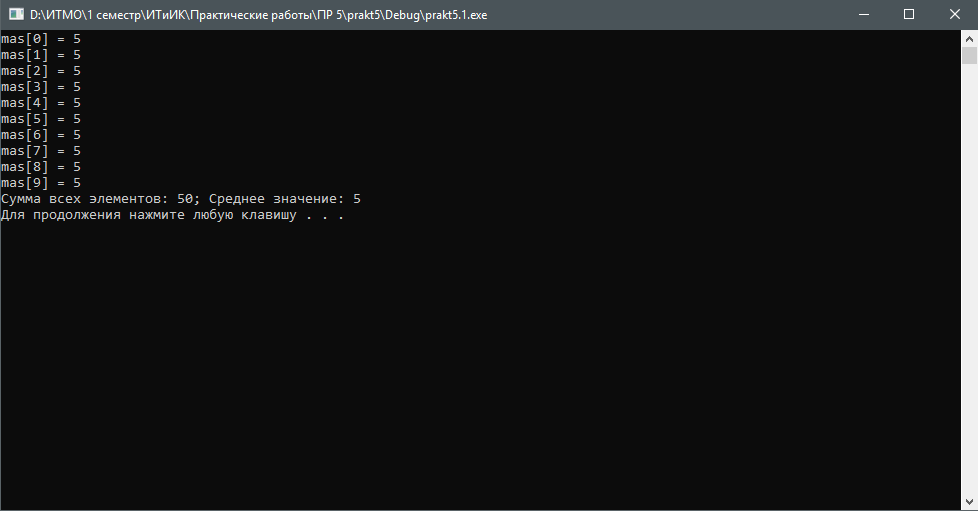 D:\ИТМО\1 семестр\ИТиИК\Практические работы\ПР 5\prakt5\Debug\prakt5.1.exe
mas[0] = 5
mas[1] = 5
mas[2] = 5
mas[3] = 5
mas[4] = 5
mas[5] = 5
mas[6] = 5
mas[7] = 5
mas[8] = 5
mas[9] = 5
Сумма всех элементов: 50; Среднее значение: 5
Для продолжения нажмите любую клавишу . . .